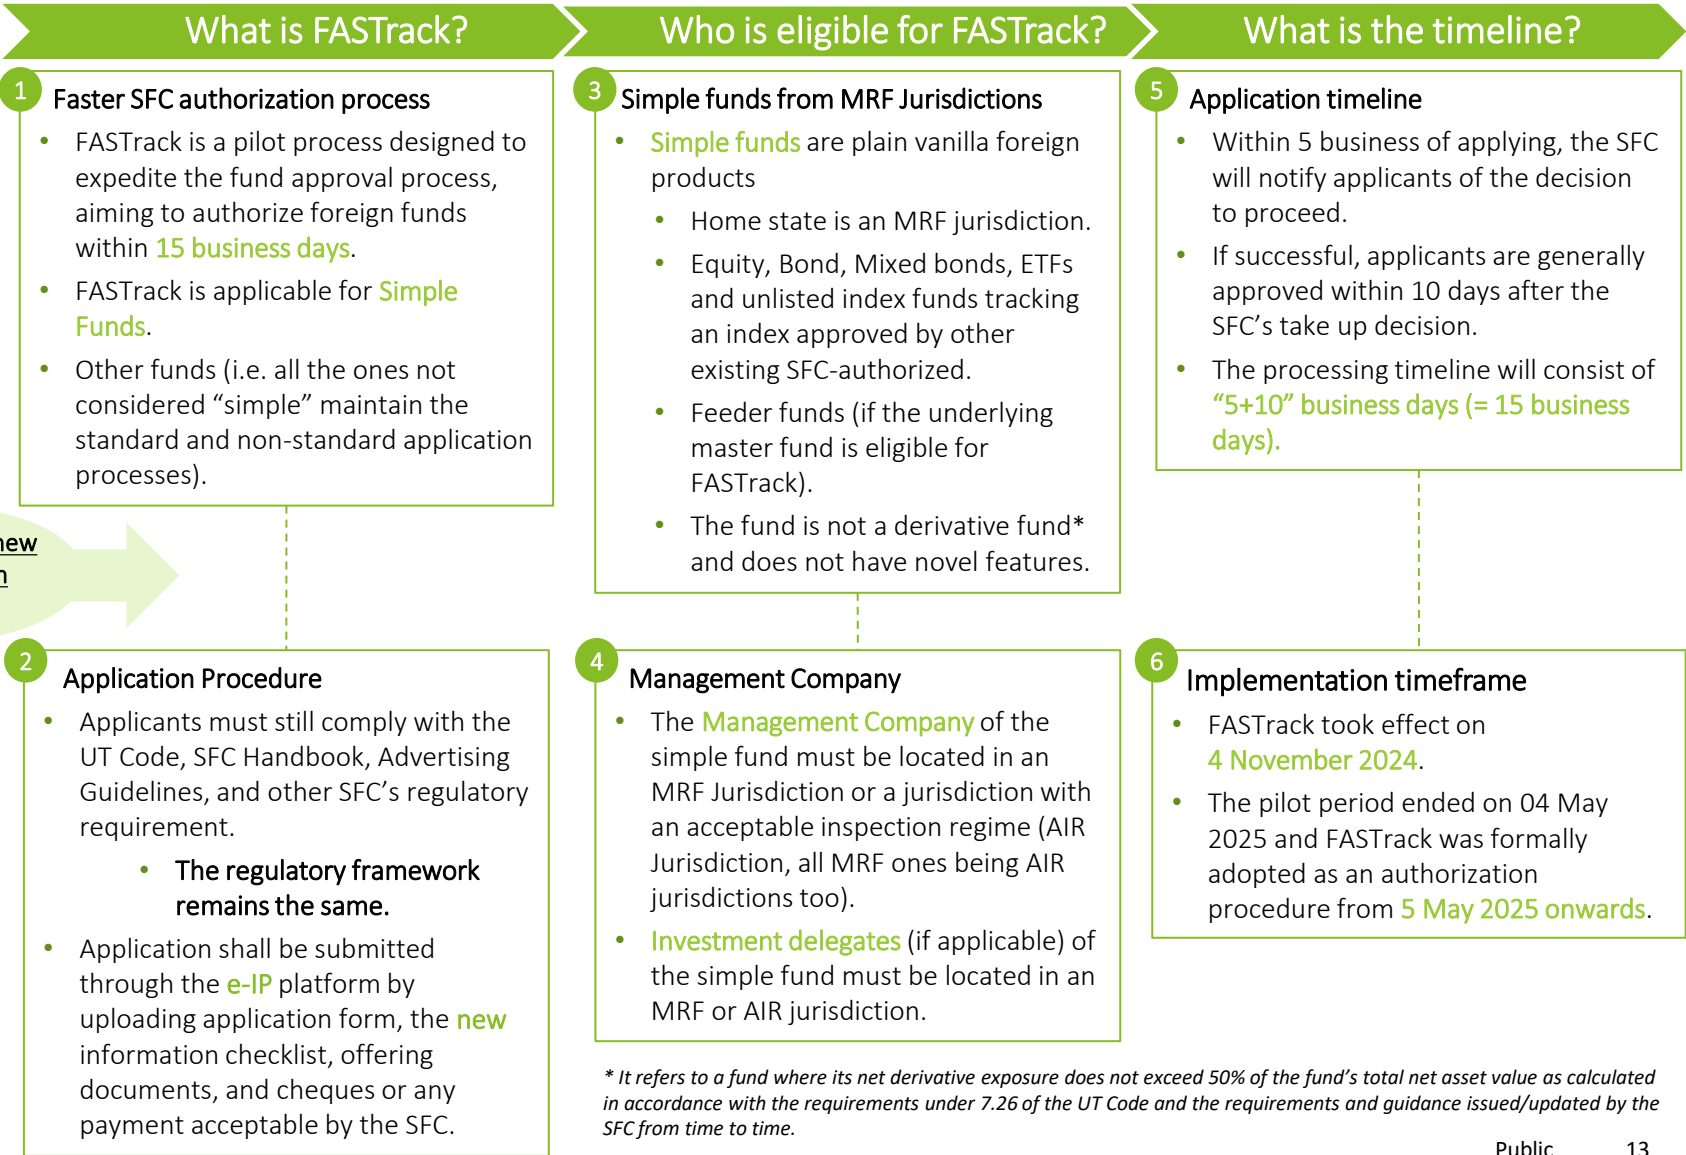 What is FASTrack?
Who is eligible for FASTrack?
What is the timeline?
1
Faster SFC authorization process
• FASTrack is a pilot process designed to
expedite the fund approval process,
aiming to authorize foreign funds
within 15 business days.
• FASTrack is applicable for Simple
Funds.
• Other funds (i.e. all the ones not
considered “simple” maintain the
standard and non-standard application
processes).
new
2
Application Procedure
• Applicants must still comply with the
UT Code, SFC Handbook, Advertising
Guidelines, and other SFC’s regulatory
requirement.
• The regulatory framework
remains the same.
• Application shall be submitted
through the e-IP platform by
uploading application form, the new
information checklist, offering
documents, and cheques or any
payment acceptable by the SFC.
3
Simple funds from MRF Jurisdictions
• Simple funds are plain vanilla foreign
products
• Home state is an MRF jurisdiction.
• Equity, Bond, Mixed bonds, ETFs
and unlisted index funds tracking
an index approved by other
existing SFC-authorized.
• Feeder funds (if the underlying
master fund is eligible for
FASTrack).
• The fund is not a derivative fund*
and does not have novel features.
4
Management Company
• The Management Company of the
simple fund must be located in an
MRF Jurisdiction or a jurisdiction with
an acceptable inspection regime (AIR
Jurisdiction, all MRF ones being AIR
jurisdictions too).
• Investment delegates (if applicable) of
the simple fund must be located in an
MRF or AIR jurisdiction.
5
Application timeline
• Within 5 business of applying, the SFC
will notify applicants of the decision
to proceed.
• If successful, applicants are generally
approved within 10 days after the
SFC’s take up decision.
• The processing timeline will consist of
“5+10” business days (= 15 business
days).
6
Implementation timeframe
• FASTrack took effect on
4 November 2024.
• The pilot period ended on 04 May
2025 and FASTrack was formally
adopted as an authorization
procedure from 5 May 2025 onwards.
* It refers to a fund where its net derivative exposure does not exceed 50% of the fund’s total net asset value as calculated
in accordance with the requirements under 7.26 of the UT Code and the requirements and guidance issued/updated by the
SFC from time to time.
Public 13